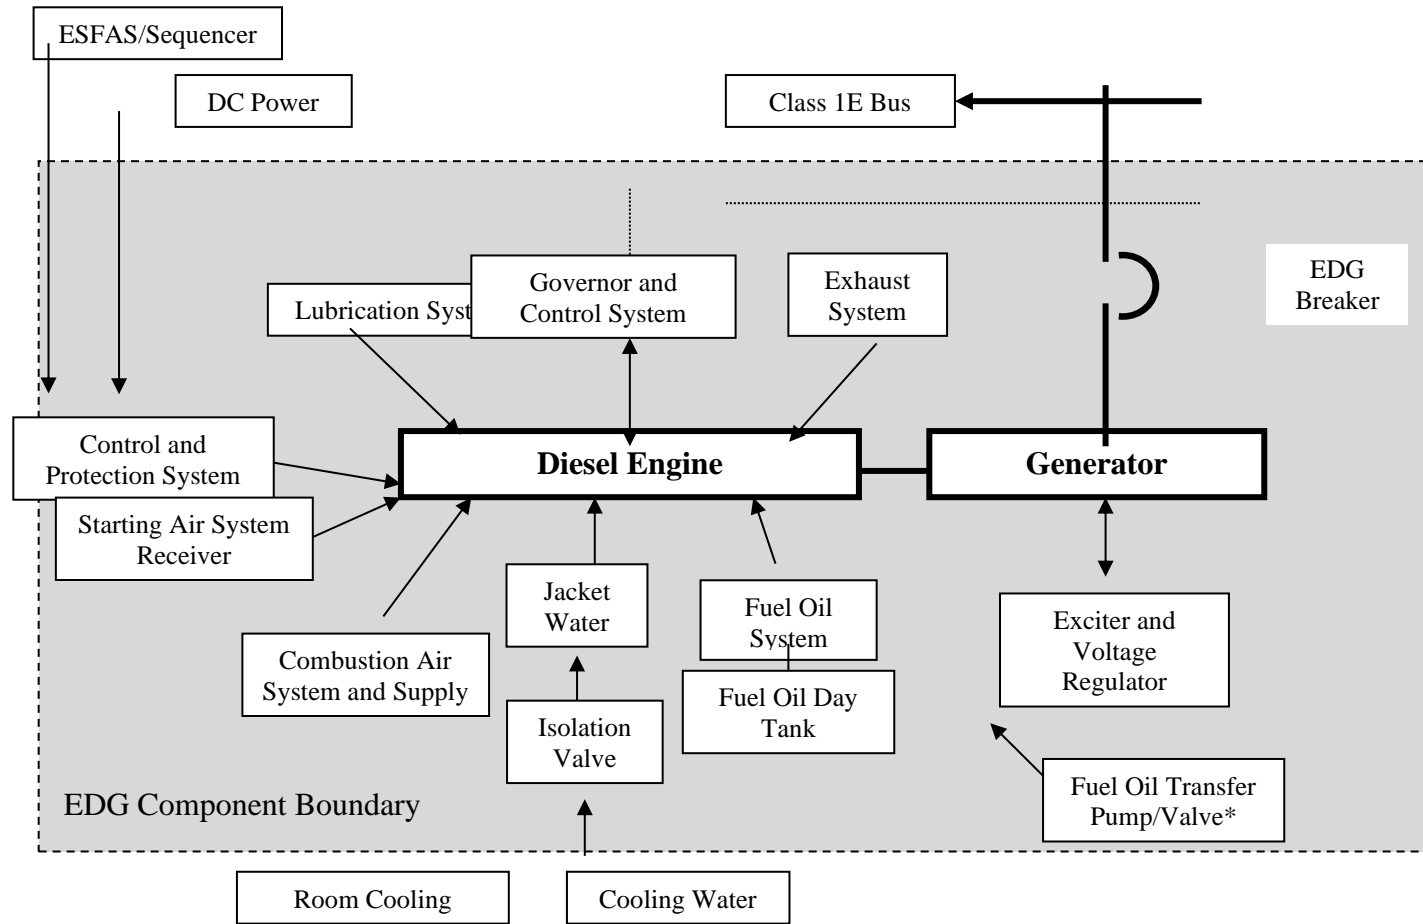 ESFAS/Sequencer
DC Power
Class 1E Bus
Governor and
Control System
Exhaust
System
EDG
Breaker
Lubrication Syst
Control and
Protection System
Diesel Engine
Generator
Starting Air System
Receiver
Jacket
Water
Fuel Oil
System
Exciter and
Voltage
Regulator
Combustion Air
System and Supply
Isolation
Valve
Fuel Oil Day
Tank
Fuel Oil Transfer
Pump/Valve*
EDG Component Boundary
Room Cooling
Cooling Water